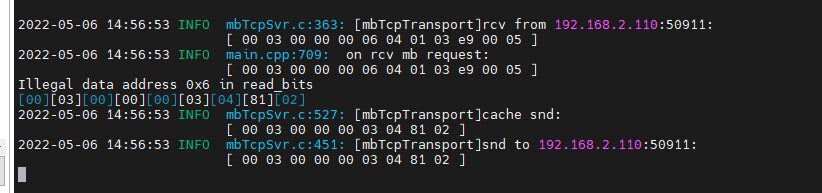 2022-05-06 14:56:53 INFO  mbTcpSvr.c:363: [mbTcpTransport]rcv from 192.168.2.110:50911:
[ 00 03 00 00 00 06 04 01 03 e9 00 05 ]
2022-05-06 14:56:53 INFO  main.cpp:709:  on rcv mb request:
[ 00 03 00 00 00 06 04 01 03 e9 00 05 ]
Illegal data address 0x6 in read_bits
[00][03][00][00][00][03][04][81][02]
2022-05-06 14:56:53 INFO  mbTcpSvr.c:527: [mbTcpTransport]cache snd:
[ 00 03 00 00 00 03 04 81 02 ]
2022-05-06 14:56:53 INFO  mbTcpSvr.c:451: [mbTcpTransport]snd to 192.168.2.110:50911:
[ 00 03 00 00 00 03 04 81 02 ]